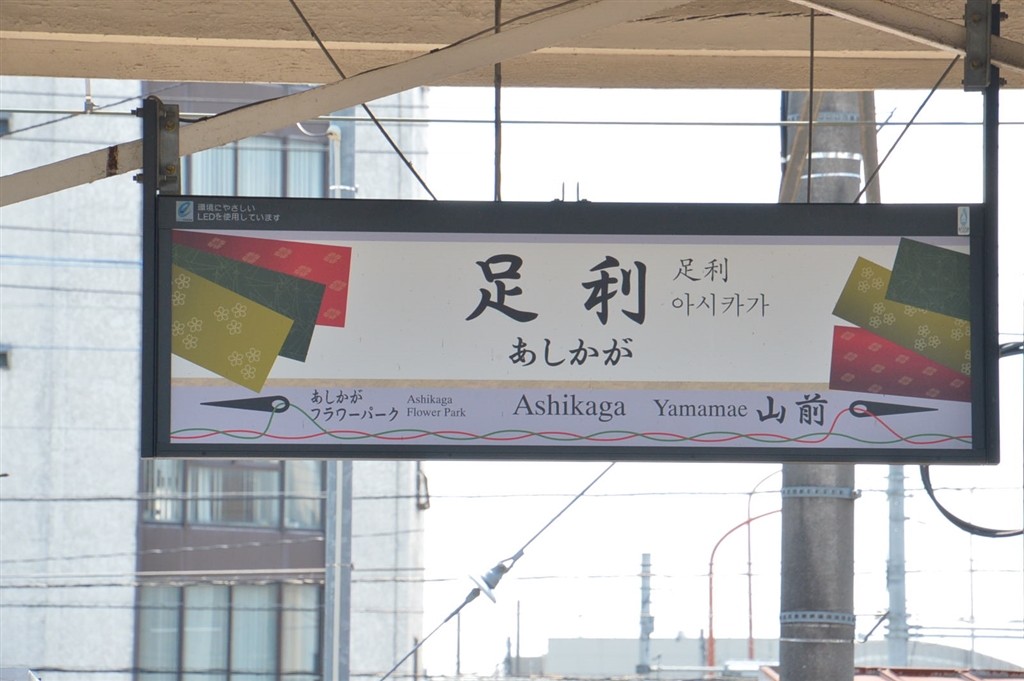 環境にやさしい
LEDを使用しています
足利
足利
아시카가
あしかが
あしかが
フラワーパーク
Ashikaga
Flower Park
Ashikaga
Yamamae 山前